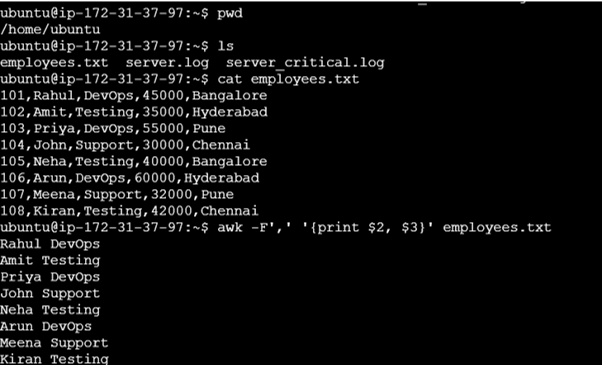 ubuntu@ip-172-31-37-97:~$ pwd
/home/ubuntu
ubuntu@ip-172-31-37-97:~$ ls
employees.txt  server.log  server_critical.log
ubuntu@ip-172-31-37-97:~$ cat employees.txt
101,Rahul,DevOps,45000,Bangalore
102,Amit,Testing,35000,Hyderabad
103,Priya,DevOps,55000,Pune
104,John,Support,30000,Chennai
105,Neha,Testing,40000,Bangalore
106,Arun,DevOps,60000,Hyderabad
107,Meena,Support,32000,Pune
108,Kiran,Testing,42000,Chennai
ubuntu@ip-172-31-37-97:~$ awk -F',' '{print $2, $3}' employees.txt
Rahul DevOps
Amit Testing
Priya DevOps
John Support
Neha Testing
Arun DevOps
Meena Support
Kiran Testing